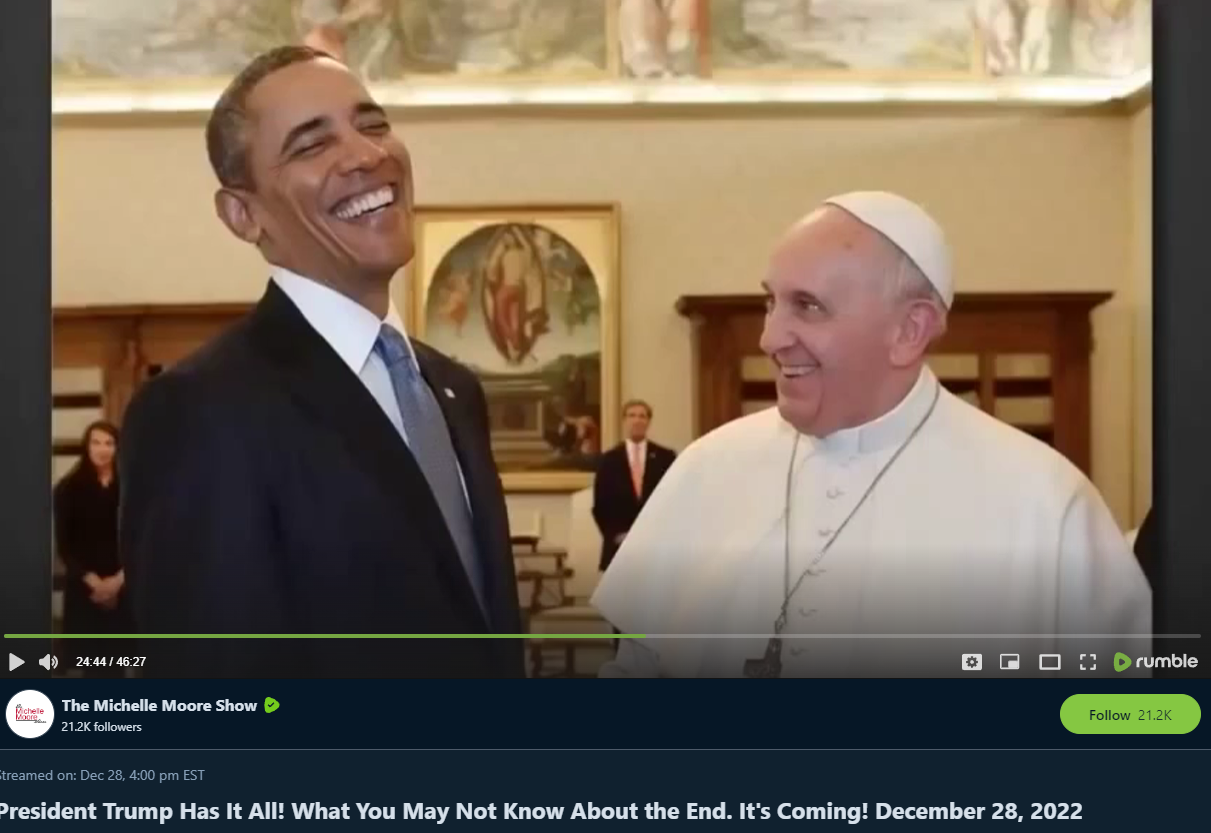 24:44 / 46:27
rumble
Michelle
Moore
The Michelle Moore Show
21.2K followers
Follow 21.2K
Streamed on: Dec 28, 4:00 pm EST
President Trump Has It All! What You May Not Know About the End. It's Coming! December 28, 2022